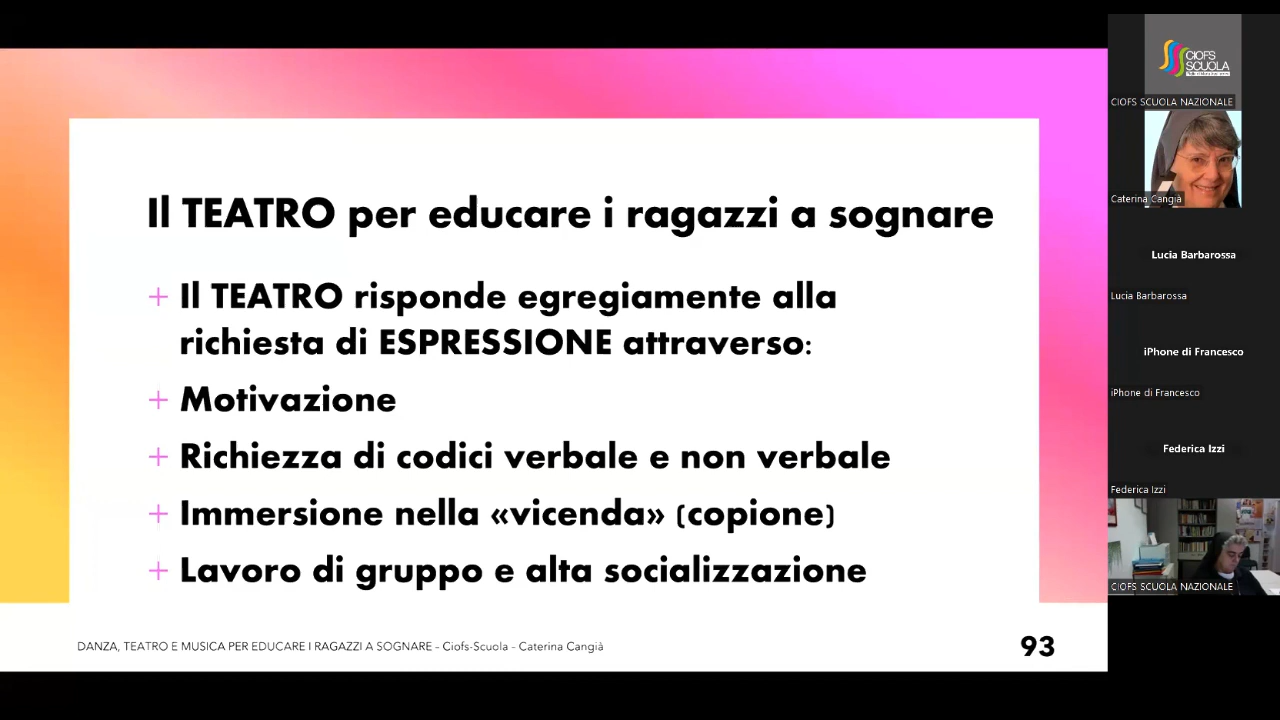 Il TEATRO per educare i ragazzi a sognare
+ Il TEATRO risponde egregiamente alla
richiesta di ESPRESSIONE attraverso:
+ Motivazione
+ Richiezza di codici verbale e non verbale
+ Immersione nella «vicenda» (copione)
+ Lavoro di gruppo e alta socializzazione
DANZA, TEATRO E MUSICA PER EDUCARE I RAGAZZI A SOGNARE – Ciofs-Scuola – Caterina Cangià
93
CIOFS
SCUOLA
CIOFS SCUOLA NAZIONALE
Caterina Cangià
Lucia Barbarossa
Lucia Barbarossa
iPhone di Francesco
iPhone di Francesco
Federica Izzi
Federica Izzi
CIOFS SCUOLA NAZIONALE